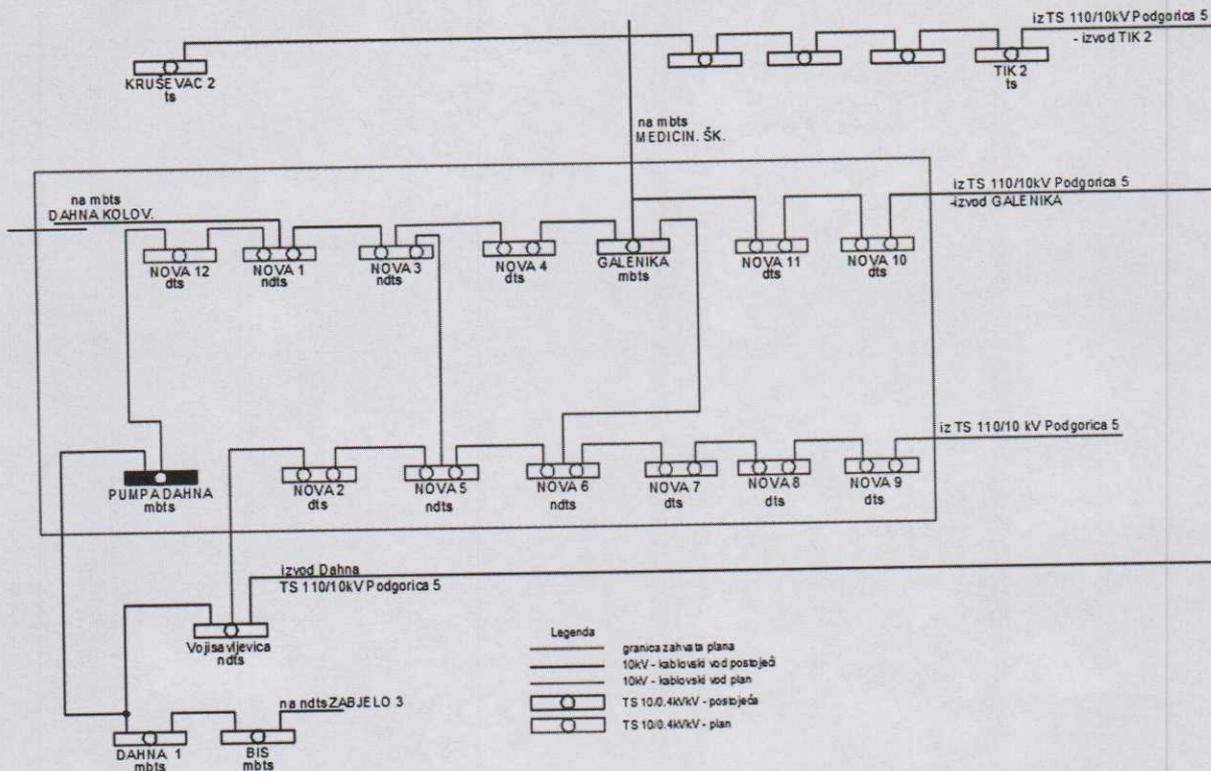 iz TS 110/10kV Podgorica 5
- izvod TIK 2
KRUŠEVAC 2
ts
TIK 2
ts
na mbts
MEDICIN. ŠK.
na mbts
DAHNA KOLOV.
iz TS 110/10kV Podgorica 5
-izvod GALENIKA
NOVA 12
dts
NOVA 1
ndts
NOVA 3
ndts
NOVA 4
dts
GALENIKA
mbts
NOVA 11
dts
NOVA 10
dts
iz TS 110/10 kV Podgorica 5
PUMPA DAHNA
mbts
NOVA 2
dts
NOVA 5
ndts
NOVA 6
ndts
NOVA 7
dts
NOVA 8
dts
NOVA 9
dts
izvod Dahna
TS 110/10kV Podgorica 5
Vojisavljevica
ndts
na ndts ZABJELO 3
DAHNA 1
mbts
BIS
mbts
Legenda
granica zahvata plana
10kV - kablovski vod postojeći
10kV - kablovski vod plan
TS 10/0.4kVkV - postojeća
TS 10/0.4kVkV - plan